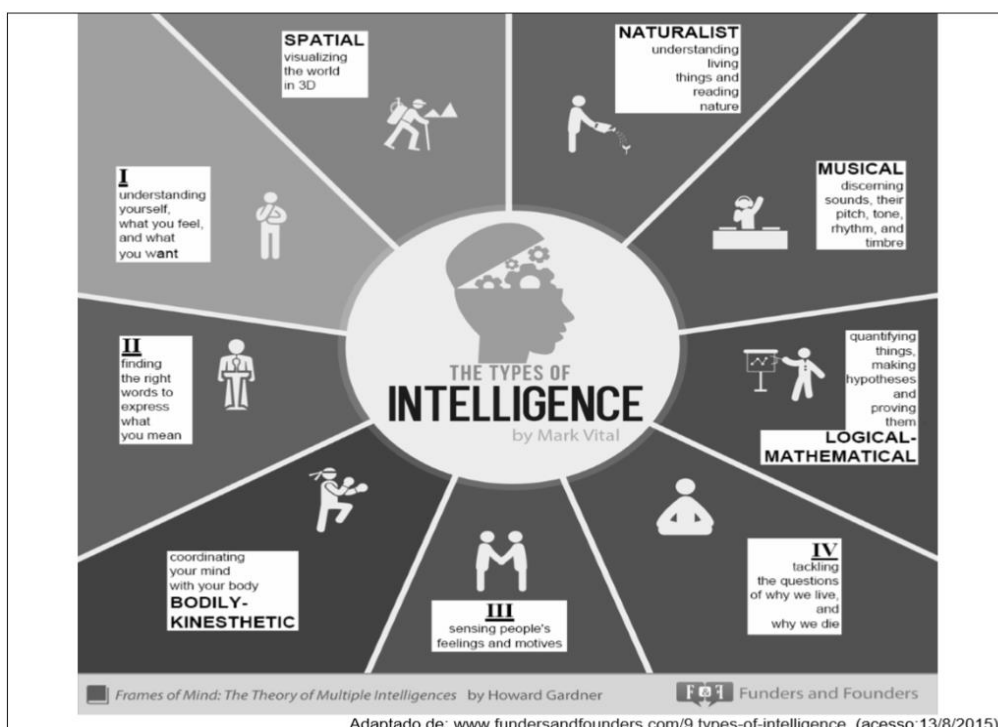 SPATIAL
visualizing
the world
in 3D
NATURALIST
understanding
living
things and
reading
nature
I
understanding
yourself,
what you feel,
and what
you want
MUSICAL
discerning
sounds, their
pitch, tone,
rhythm, and
timbre
II
finding
the right
words to
express
what
you mean
THE TYPES OF
INTELLIGENCE
by Mark Vital
quantifying
things,
making
hypotheses
and
proving
them
LOGICAL-
MATHEMATICAL
coordinating
your mind
with your body
BODILY-
KINESTHETIC
III
sensing people's
feelings and motives
IV
tackling
the questions
of why we live,
and
why we die
Frames of Mind: The Theory of Multiple Intelligences by Howard Gardner
F&F Funders and Founders
Adaptado de: www.fundersandfounders.com/9 types-of-intelligence (acesso:13/8/2015)